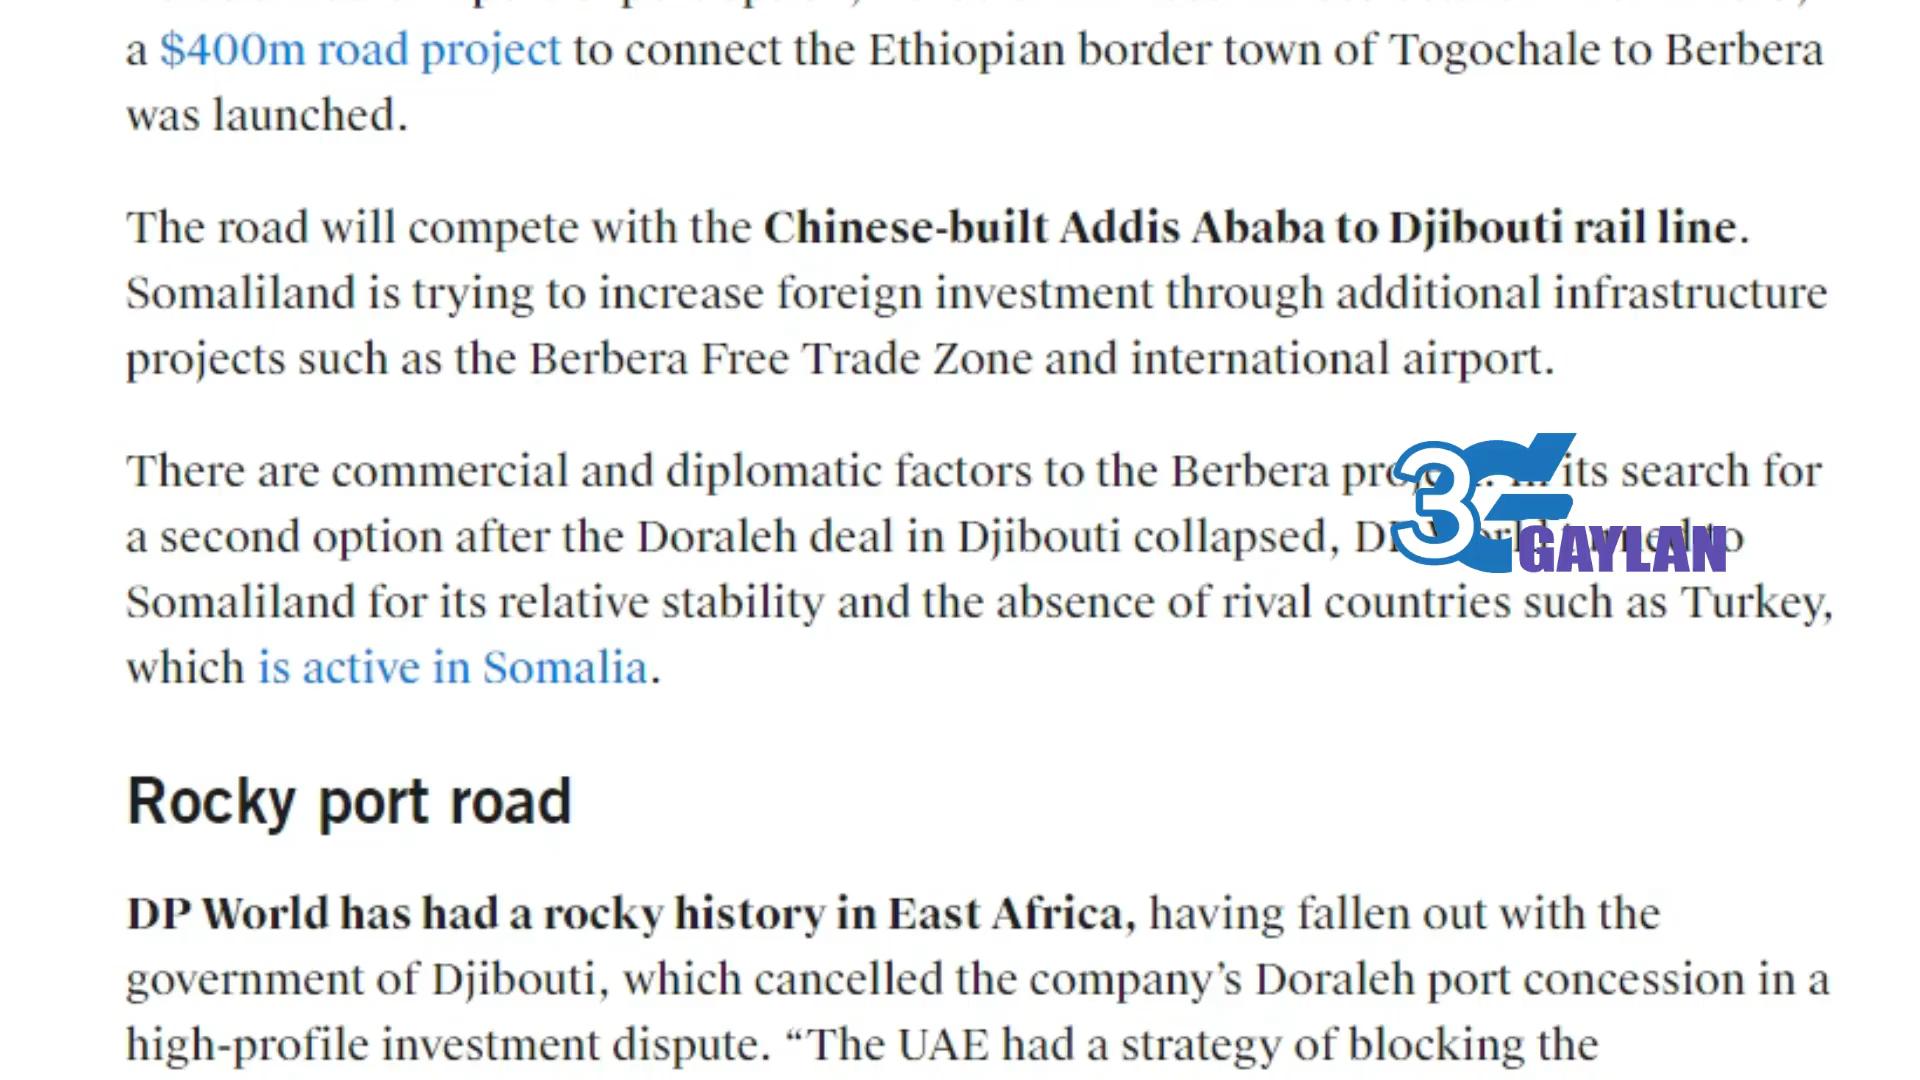 a $400m road project to connect the Ethiopian border town of Togochale to Berbera
was launched.
The road will compete with the Chinese-built Addis Ababa to Djibouti rail line.
Somaliland is trying to increase foreign investment through additional infrastructure
projects such as the Berbera Free Trade Zone and international airport.
There are commercial and diplomatic factors to the Berbera its search for
a second option after the Doraleh deal in Djibouti collapsed, to
3G GAYLAN
Somaliland for its relative stability and the absence of rival countries such as Turkey,
which is active in Somalia.
Rocky port road
DP World has had a rocky history in East Africa, having fallen out with the
government of Djibouti, which cancelled the company’s Doraleh port concession in a
high-profile investment dispute. “The UAE had a strategy of blocking the